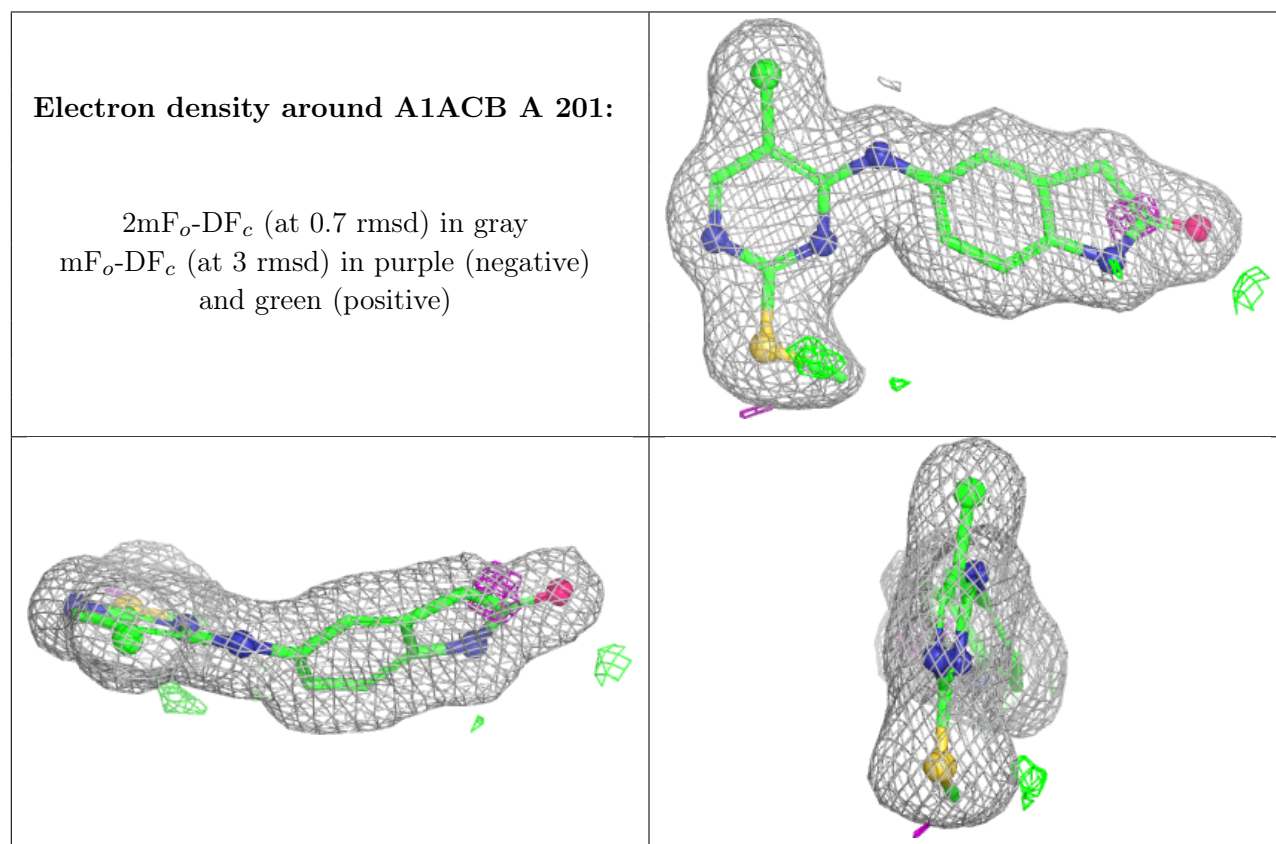 Electron density around A1ACB A 201:
2mFo-DFc (at 0.7 rmsd) in gray
mFo-DFc (at 3 rmsd) in purple (negative)
and green (positive)